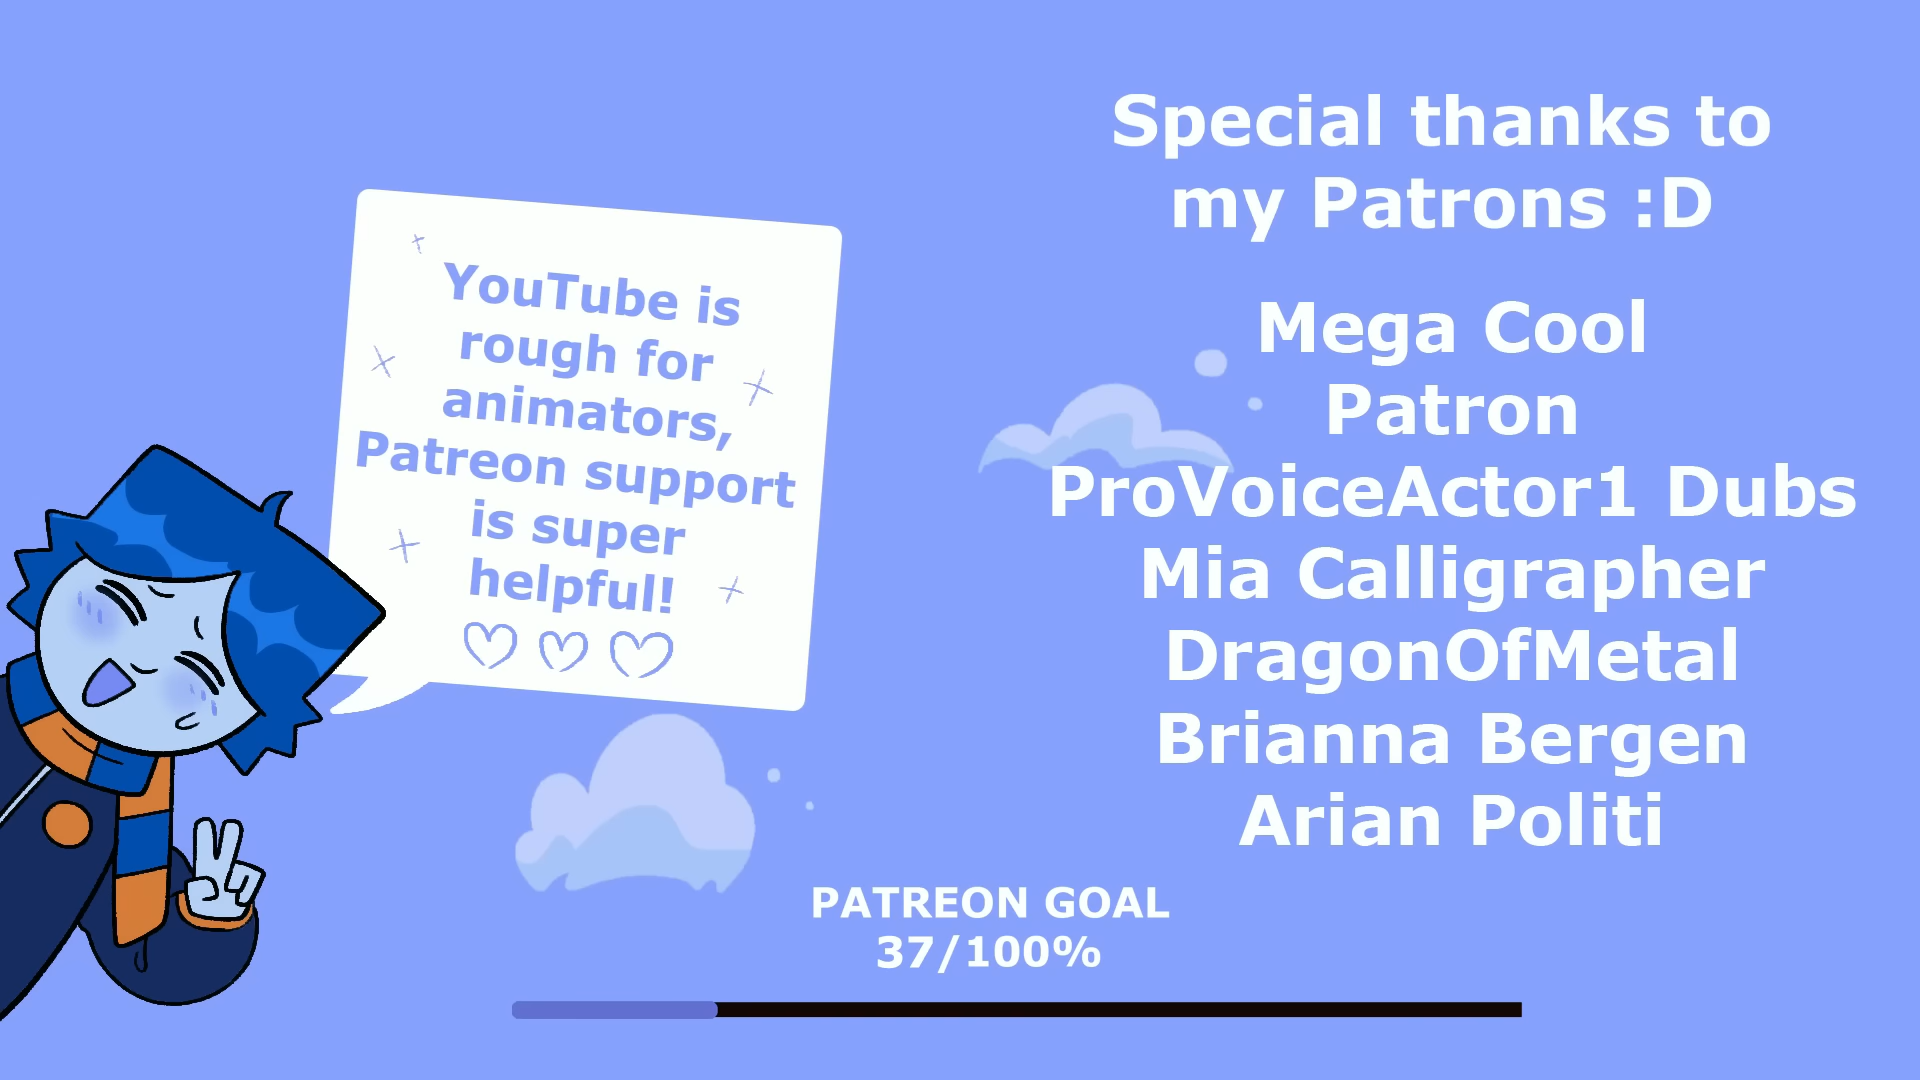 YouTube is
rough for
animators,
Patreon support
is super
helpful!
Special thanks to
my Patrons :D
Mega Cool
Patron
ProVoiceActor1 Dubs
Mia Calligrapher
DragonOfMetal
Brianna Bergen
Arian Politi
PATREON GOAL
37/100%